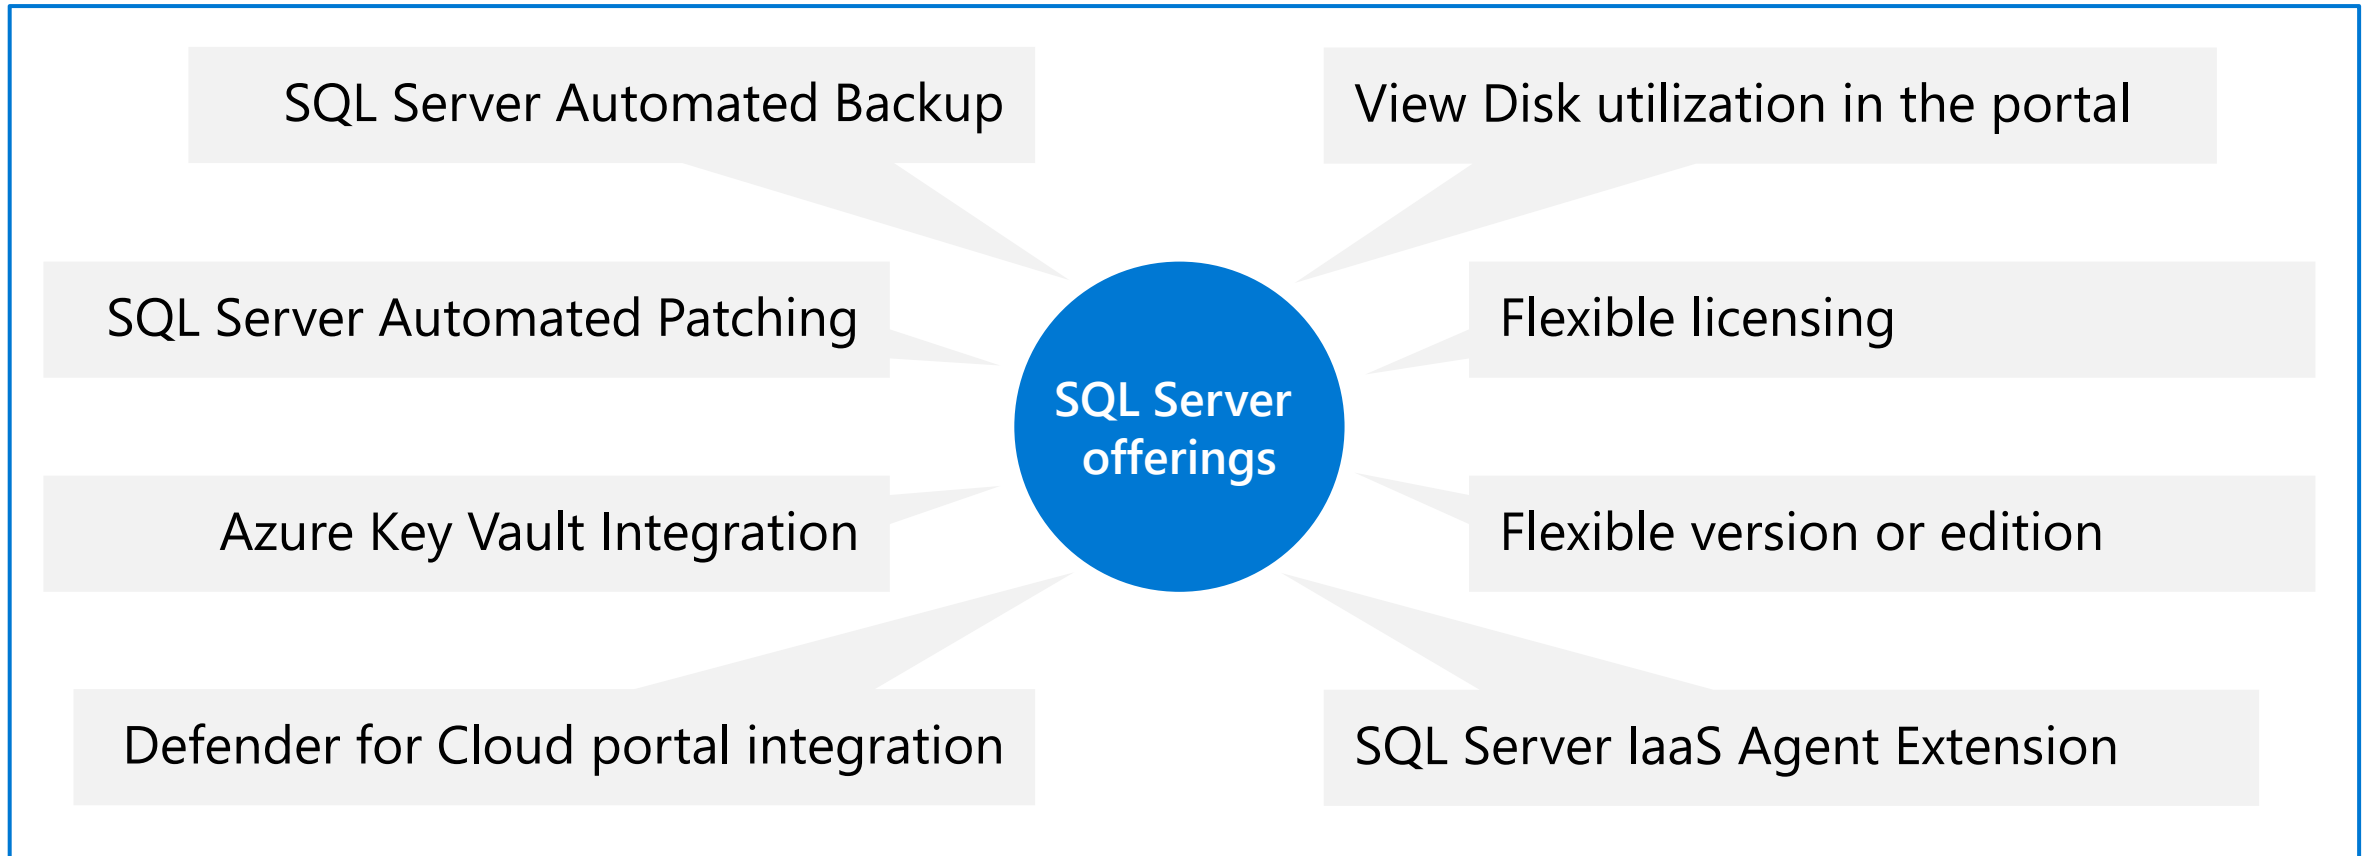 SQL Server Automated Backup
View Disk utilization in the portal
SQL Server Automated Patching
Flexible licensing
SQL Server
offerings
Azure Key Vault Integration
Flexible version or edition
Defender for Cloud portal integration
SQL Server IaaS Agent Extension